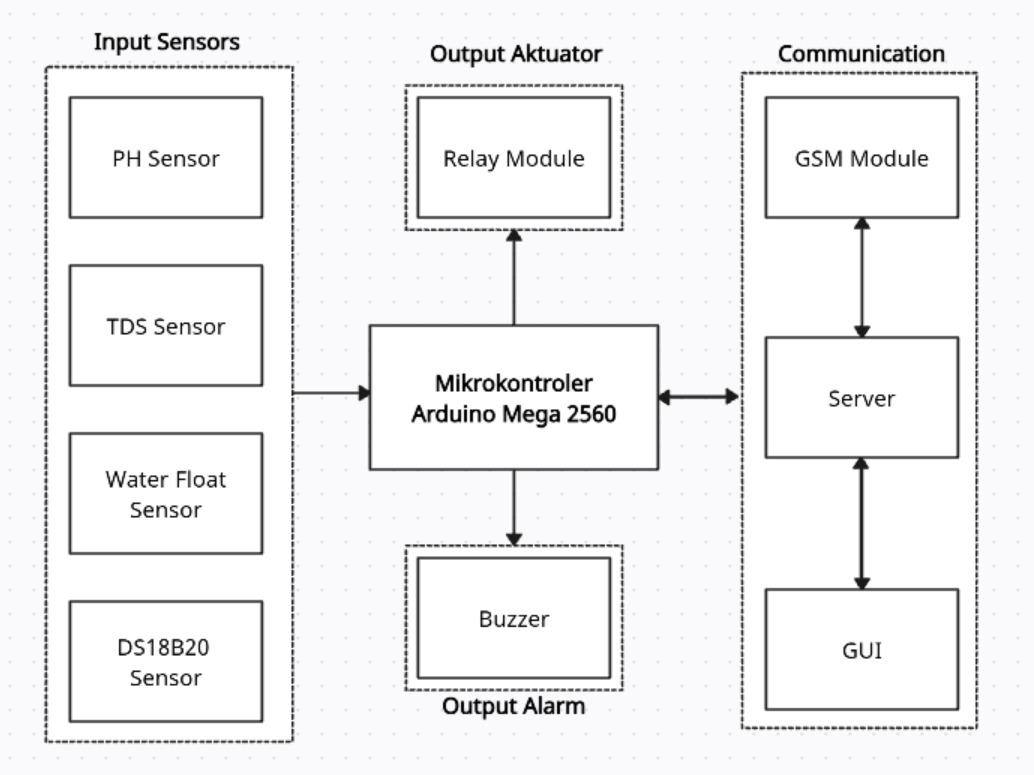 Input Sensors
PH Sensor
TDS Sensor
Water Float
Sensor
DS18B20
Sensor
Output Aktuator
Relay Module
Mikrokontroler
Arduino Mega 2560
Buzzer
Output Alarm
Communication
GSM Module
Server
GUI